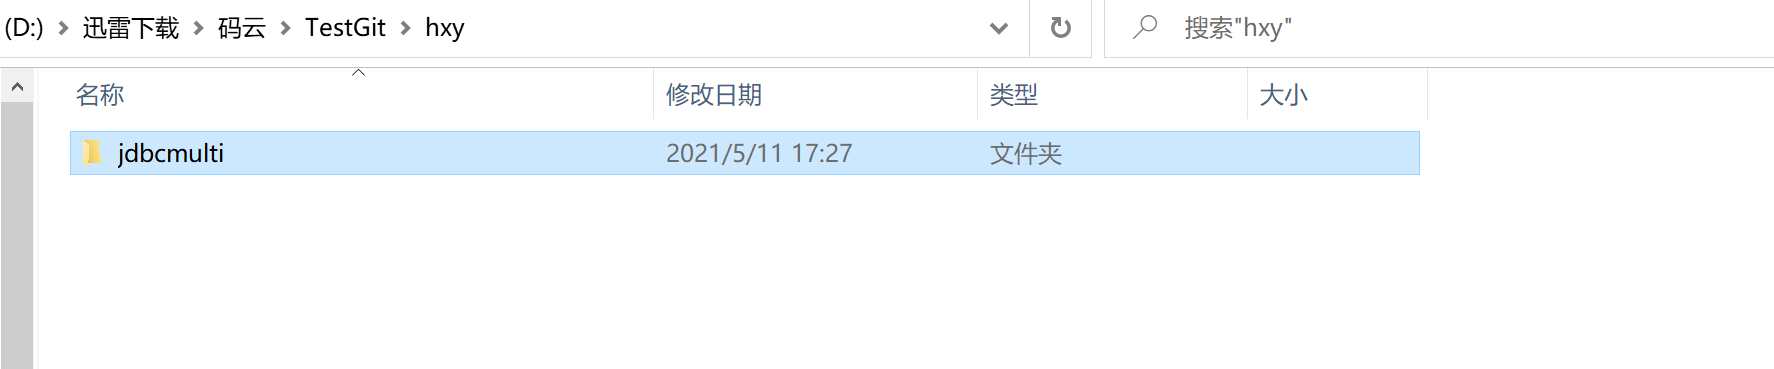 (D:) > 迅雷下载 > 码云 > TestGit > hxy 搜索"hxy"
名称 修改日期 类型 大小
jdbcmulti 2021/5/11 17:27 文件夹